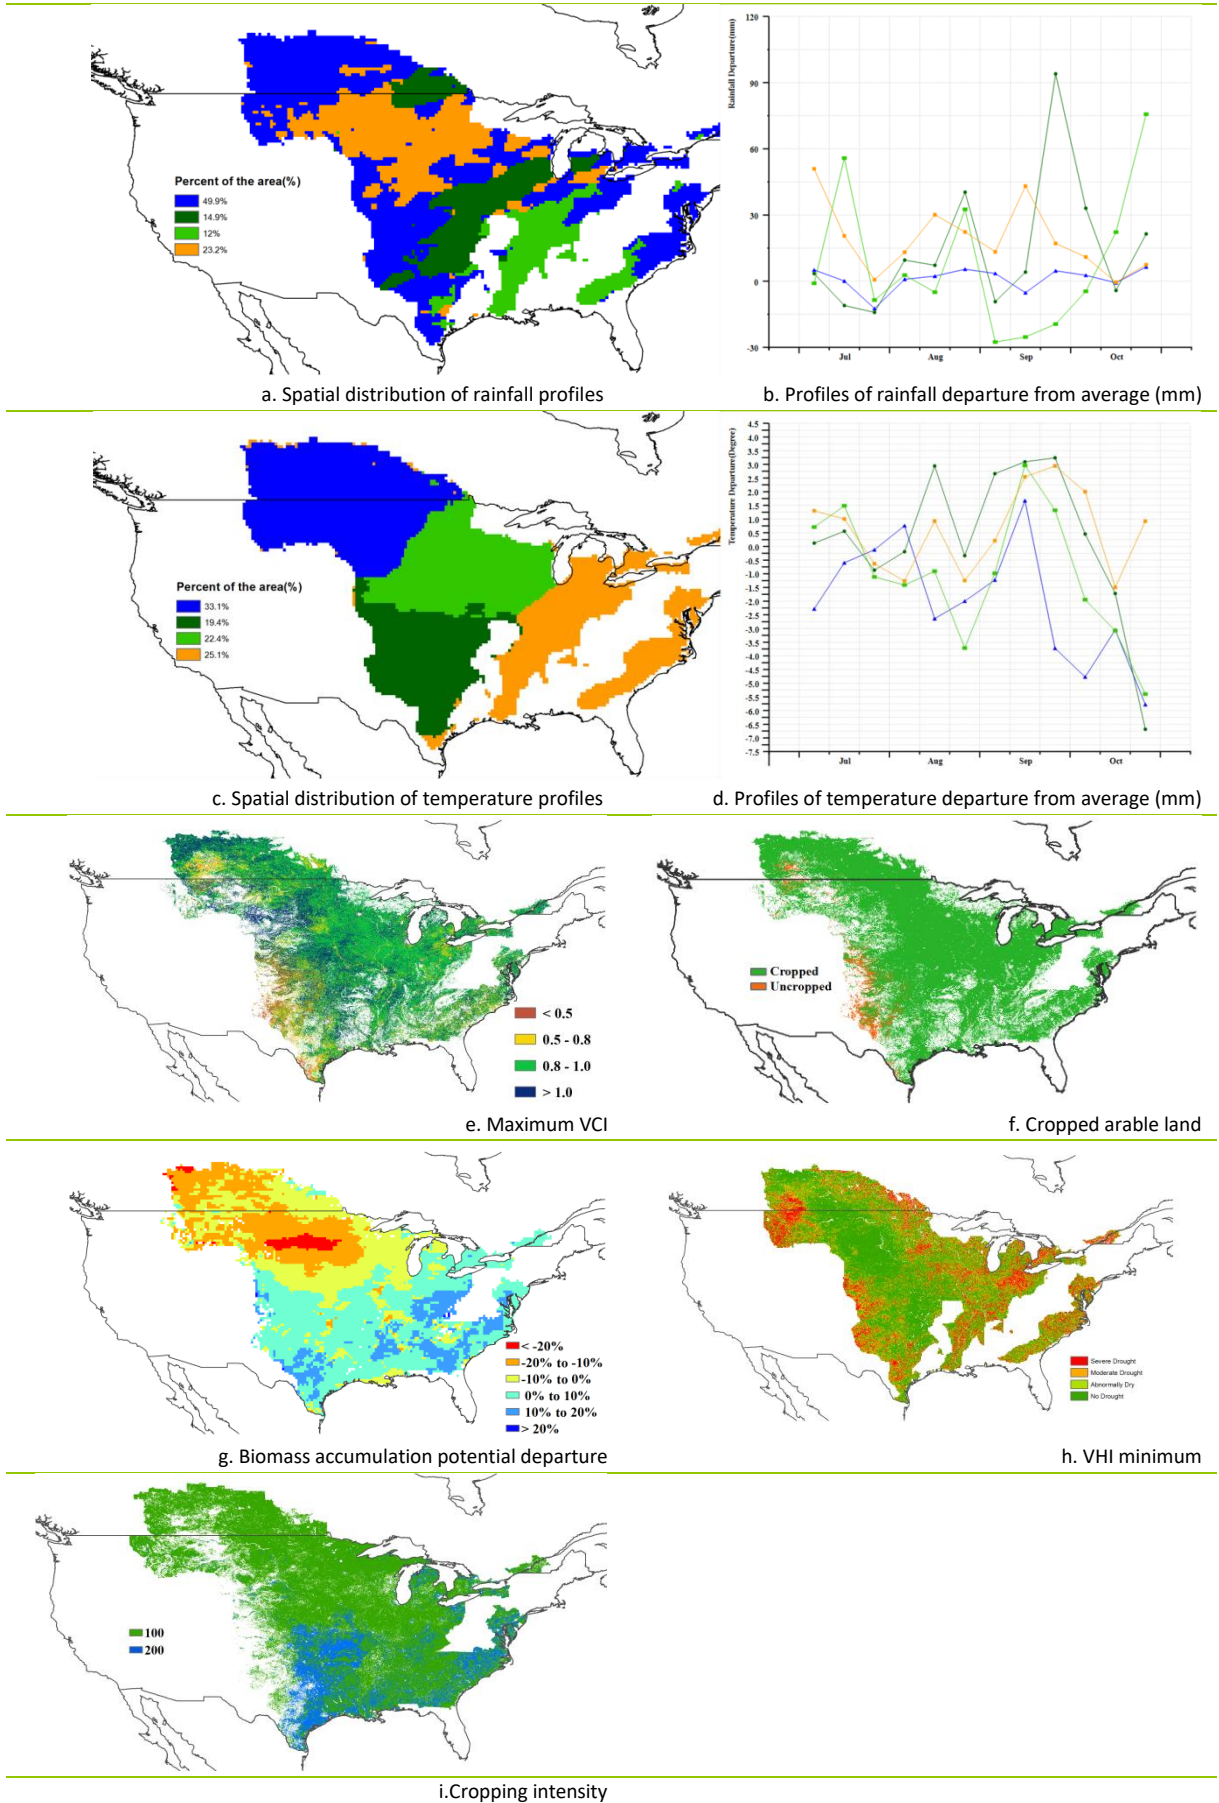 Percent of the area(%)
49.9%
14.9%
12%
23.2%
Rainfall Departure(mm)
120
90
60
30
0
-30
Jul
Aug
Sep
Oct
a. Spatial distribution of rainfall profiles
b. Profiles of rainfall departure from average (mm)
Percent of the area(%)
33.1%
19.4%
22.4%
25.1%
Temperature Departure(Degree)
4.5
4.0
3.5
3.0
2.5
2.0
1.5
1.0
0.5
0.0
-0.5
-1.0
-1.5
-2.0
-2.5
-3.0
-3.5
-4.0
-4.5
-5.0
-5.5
-6.0
-6.5
-7.0
-7.5
Jul
Aug
Sep
Oct
c. Spatial distribution of temperature profiles
d. Profiles of temperature departure from average (mm)
< 0.5
0.5 - 0.8
0.8 - 1.0
> 1.0
Cropped
Uncropped
e. Maximum VCI
f. Cropped arable land
< -20%
-20% to -10%
-10% to 0%
0% to 10%
10% to 20%
> 20%
Severe Drought
Moderate Drought
Abnormally Dry
No Drought
g. Biomass accumulation potential departure
h. VHI minimum
100
200
i.Cropping intensity